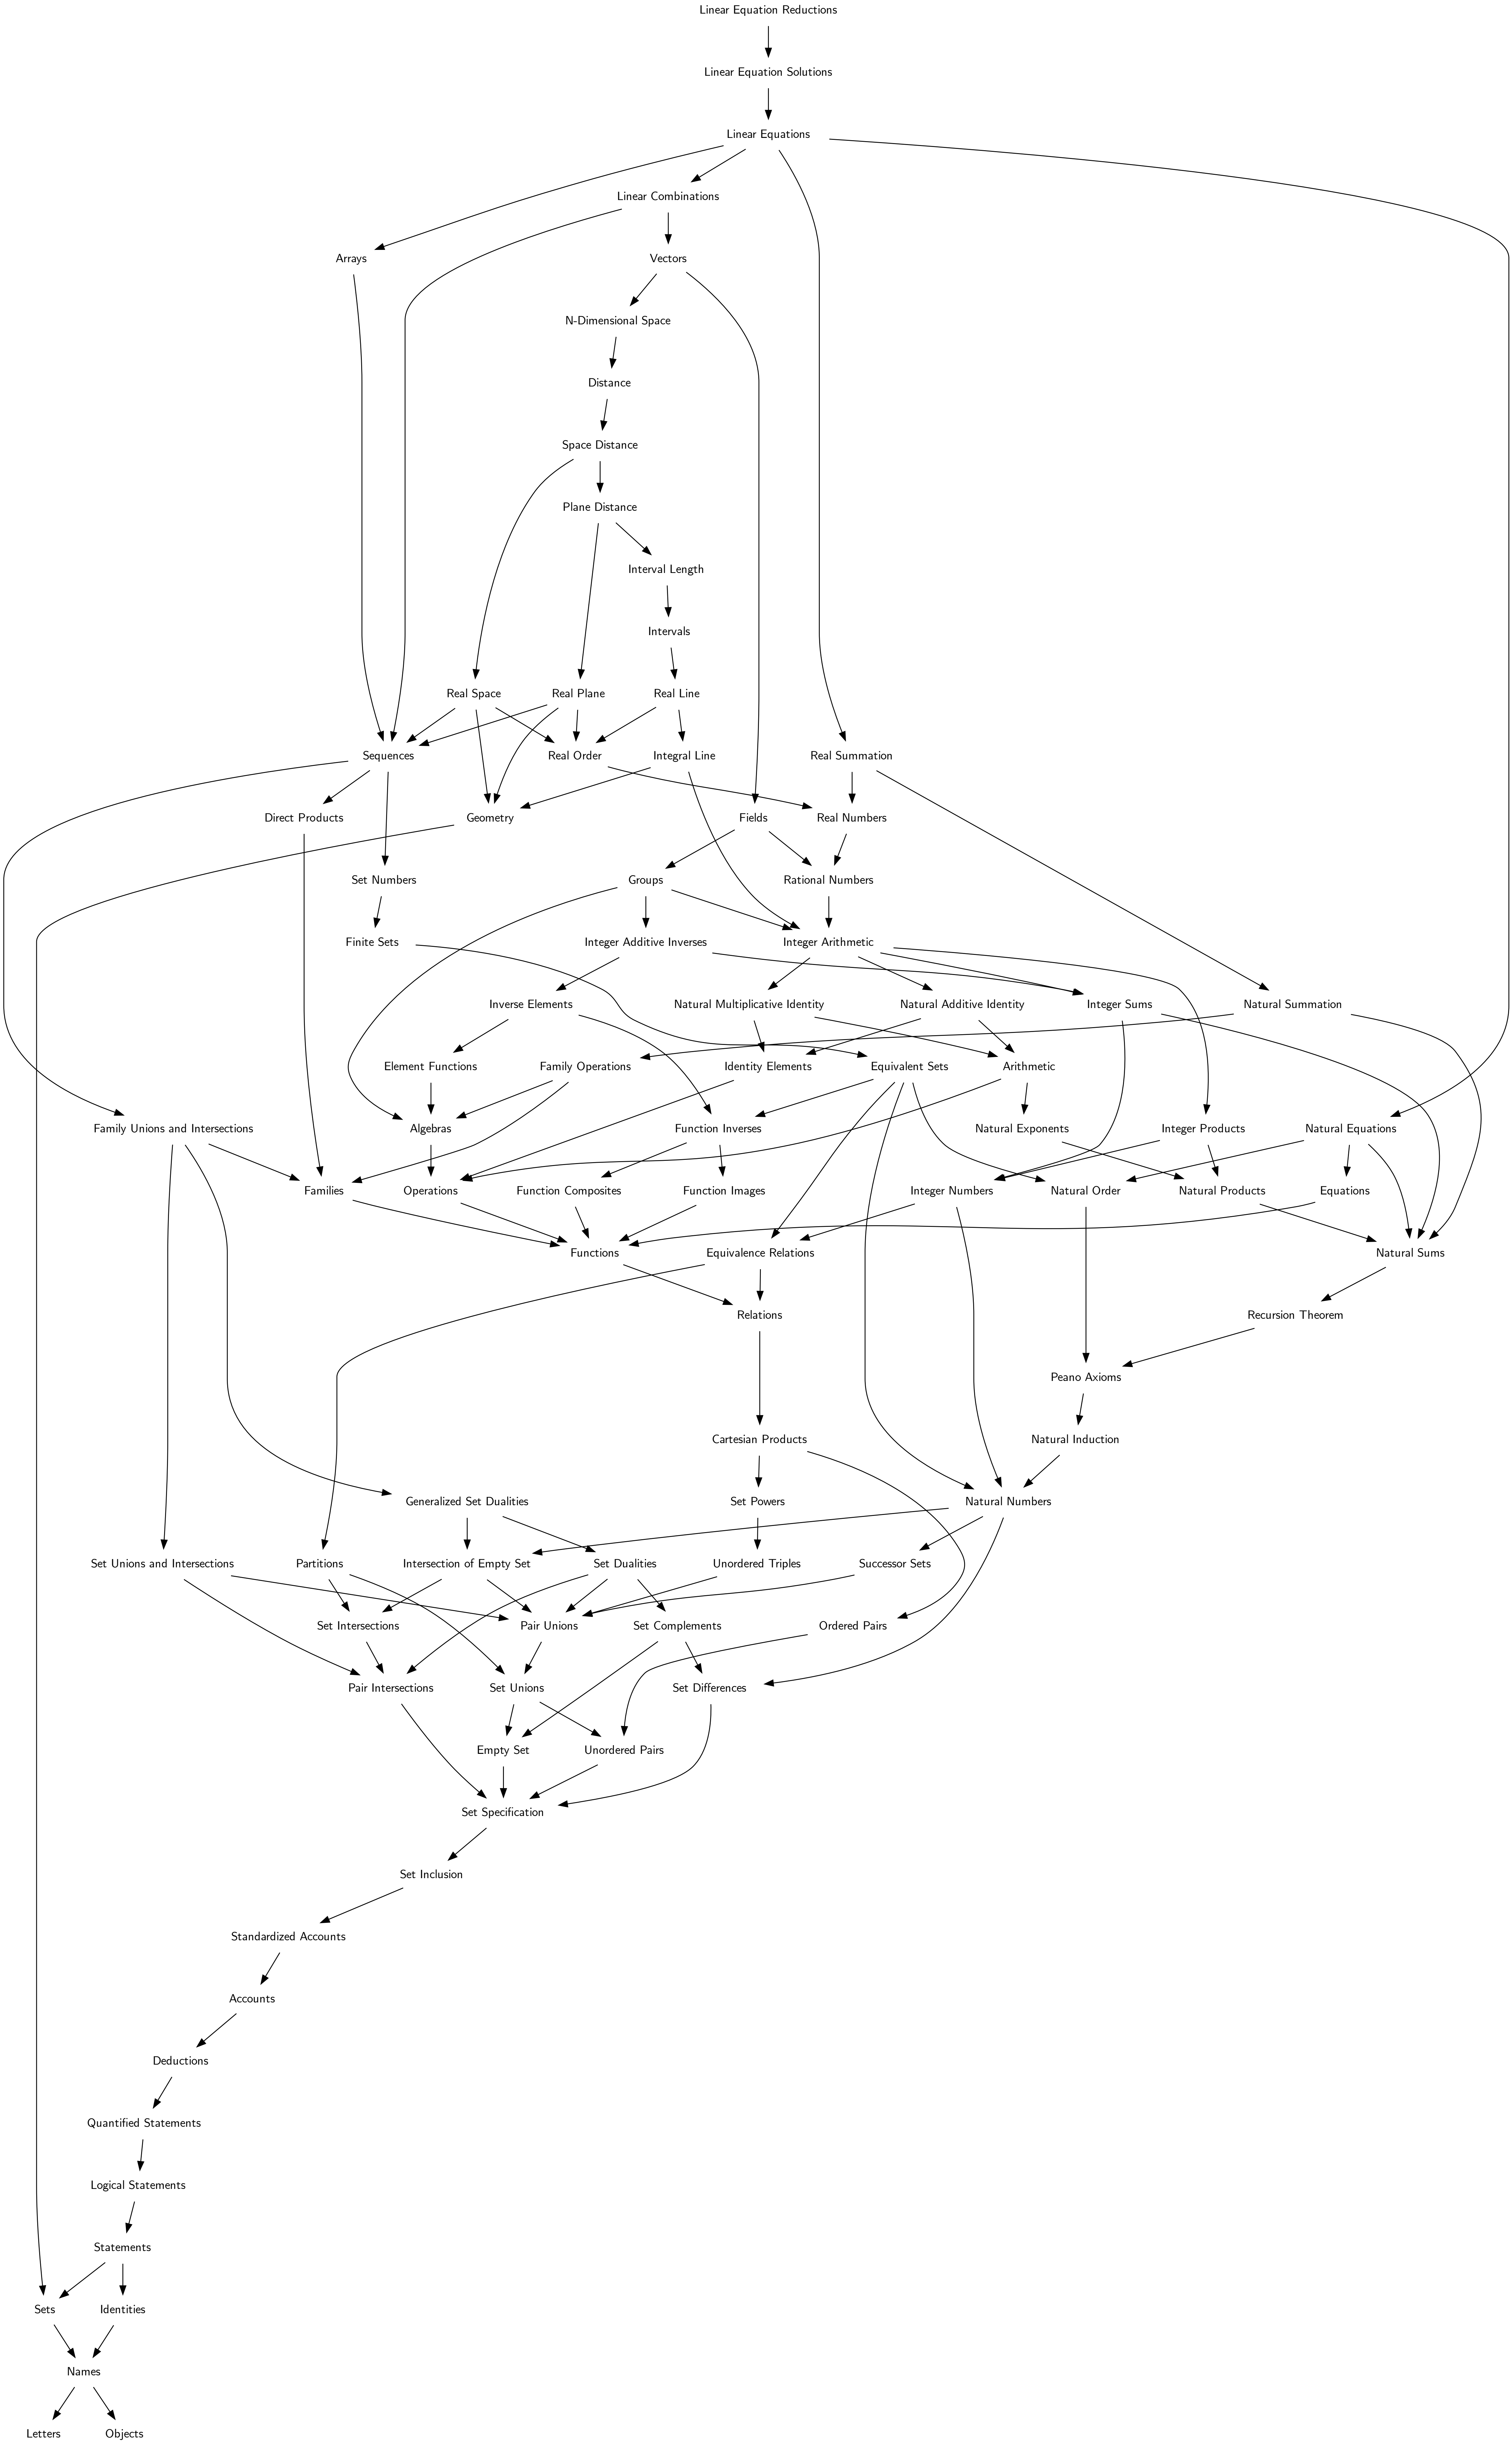 Linear Equation Reductions
Linear Equation Solutions
Linear Equations
Linear Combinations
Arrays
Vectors
N-Dimensional Space
Distance
Space Distance
Plane Distance
Interval Length
Intervals
Real Space
Real Plane
Real Line
Sequences
Real Order
Integral Line
Real Summation
Direct Products
Geometry
Fields
Real Numbers
Set Numbers
Groups
Rational Numbers
Finite Sets
Integer Additive Inverses
Integer Arithmetic
Inverse Elements
Natural Multiplicative Identity
Natural Additive Identity
Integer Sums
Natural Summation
Element Functions
Family Operations
Identity Elements
Equivalent Sets
Arithmetic
Family Unions and Intersections
Algebras
Function Inverses
Natural Exponents
Integer Products
Natural Equations
Families
Operations
Function Composites
Function Images
Integer Numbers
Natural Order
Natural Products
Equations
Functions
Equivalence Relations
Natural Sums
Relations
Recursion Theorem
Peano Axioms
Cartesian Products
Natural Induction
Generalized Set Dualities
Set Powers
Natural Numbers
Set Unions and Intersections
Partitions
Intersection of Empty Set
Set Dualities
Unordered Triples
Successor Sets
Set Intersections
Pair Unions
Set Complements
Ordered Pairs
Pair Intersections
Set Unions
Set Differences
Empty Set
Unordered Pairs
Set Specification
Set Inclusion
Standardized Accounts
Accounts
Deductions
Quantified Statements
Logical Statements
Statements
Sets
Identities
Names
Letters
Objects